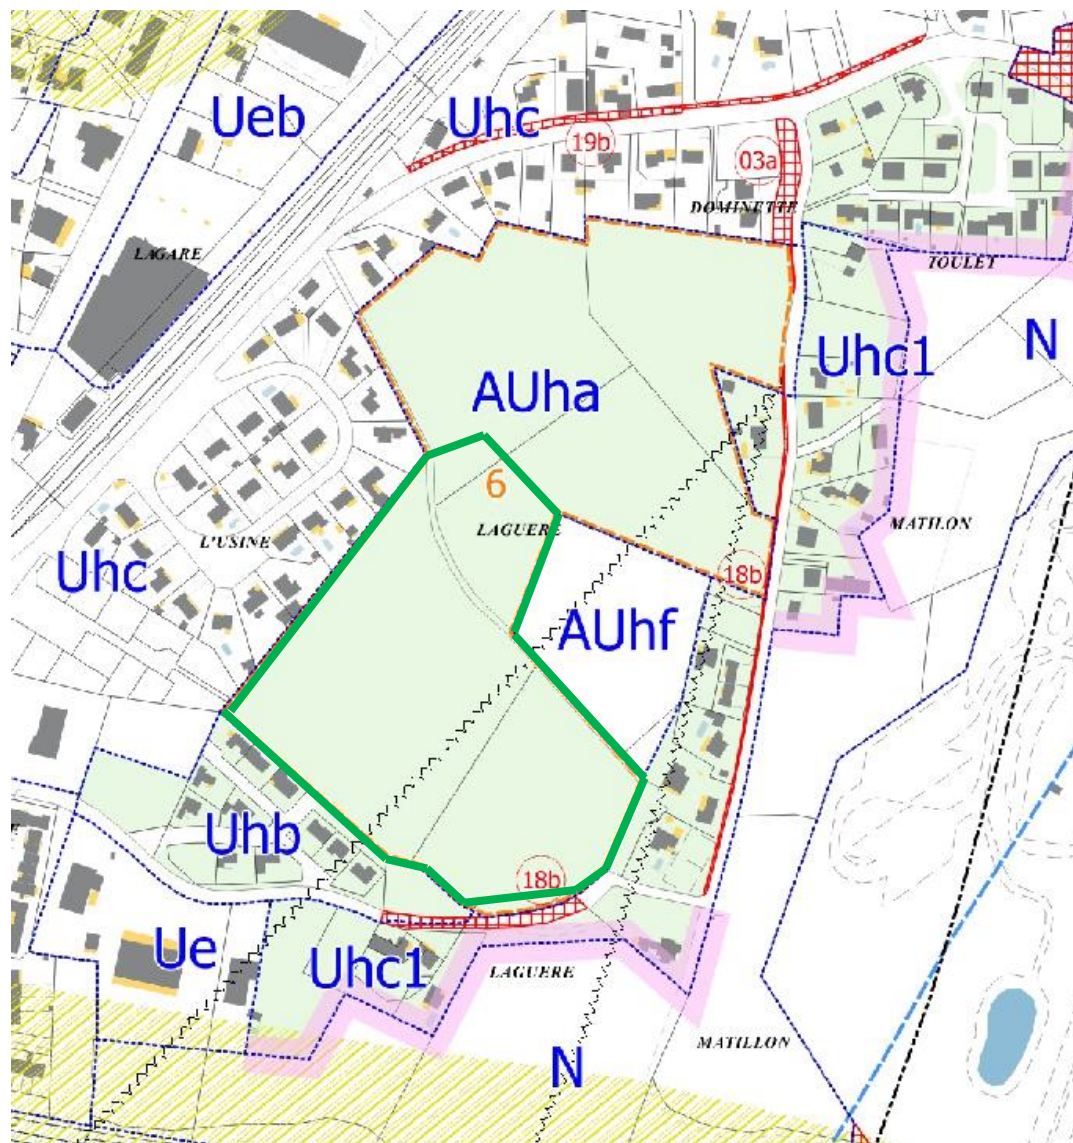 Ueb
Uhc
19b
03a
DOMINETTE
LAGARE
TOULET
N
Uhc1
AUha
6
LAGUERE
MATILON
L'USINE
Uhc
18b
AUhf
Uhb
18b
Ue
Uhc1
LAGUERE
MATILLON
N